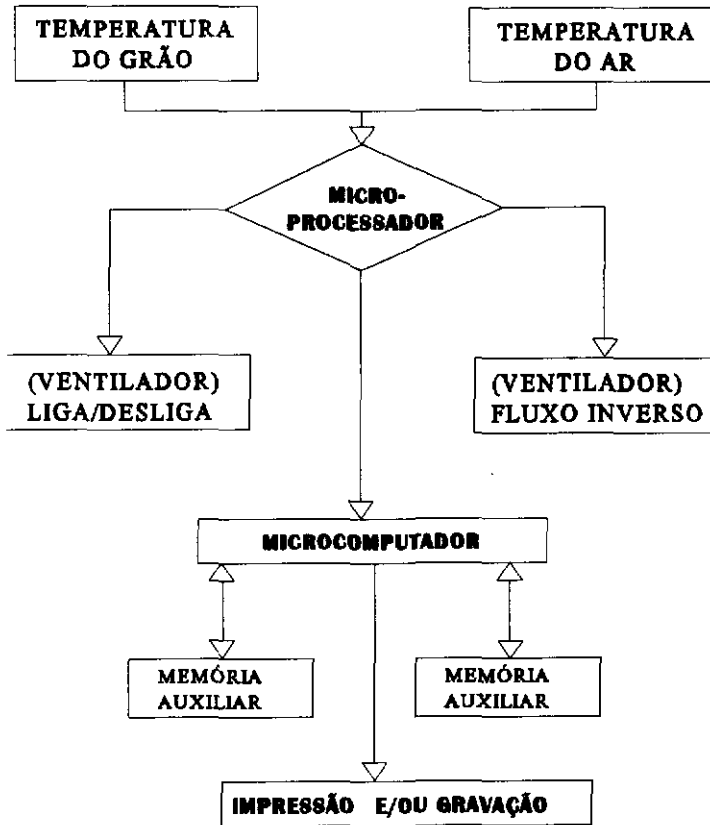 TEMPERATURA
DO GRÃO
TEMPERATURA
DO AR
MICRO-
PROCESSADOR
(VENTILADOR)
LIGA/DESLIGA
(VENTILADOR)
FLUXO INVERSO
MICROCOMPUTADOR
MEMÓRIA
AUXILIAR
MEMÓRIA
AUXILIAR
IMPRESSÃO E/OU GRAVAÇÃO